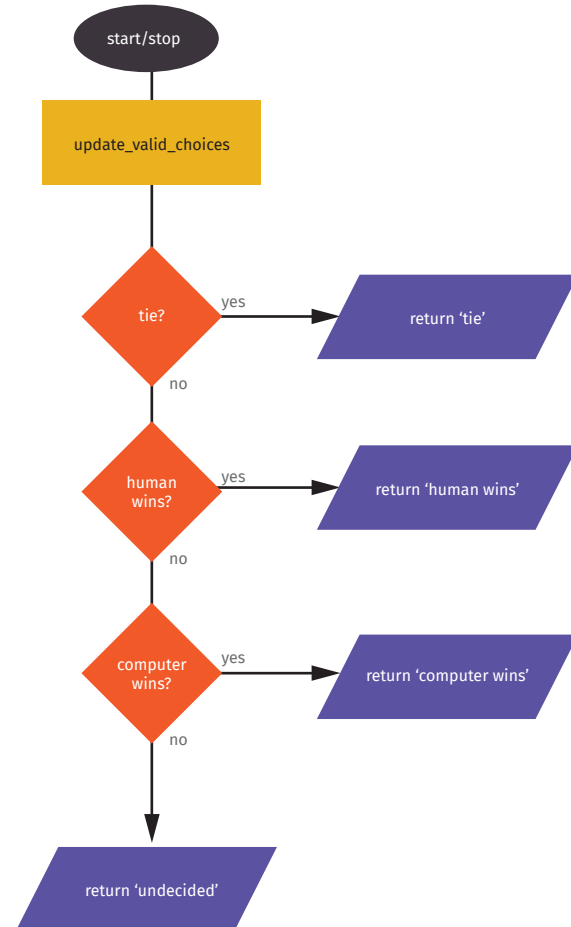 start/stop
update_valid_choices
tie?
yes
return ‘tie’
no
human
wins?
yes
return ‘human wins’
no
computer
wins?
yes
return ‘computer wins’
no
return ‘undecided’